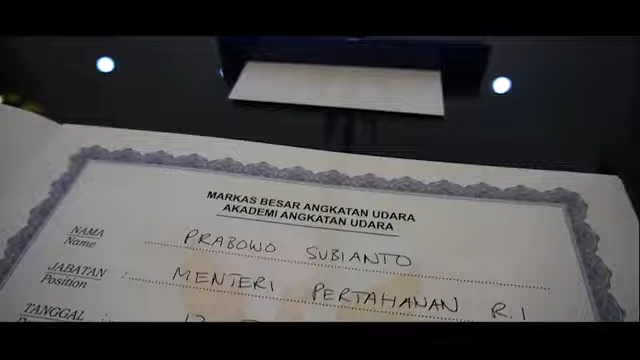 MARKAS BESAR ANGKATAN UDARA
AKADEMI ANGKATAN UDARA
NAMA PRABOWO SUBIANTO
Name
JABATAN : MENTERI PERTAHANAN R.I
Position
TANGGAL :